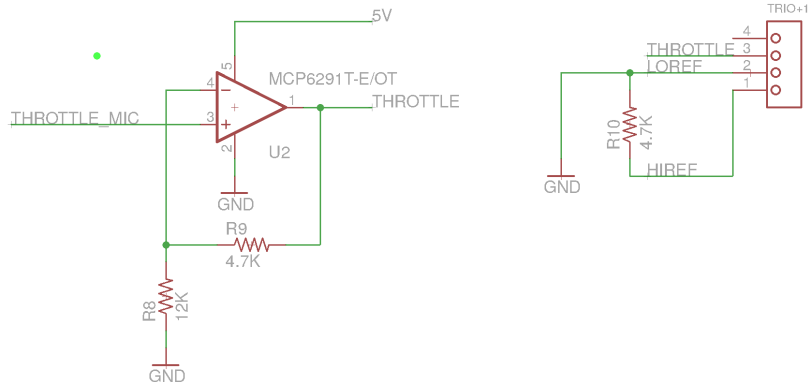 TRIO+1
5V
4
THROTTLE
3
LOREF
2
1
5
MCP6291T-E/OT
4
1
THROTTLE
THROTTLE_MIC
3
2
U2
R10
4.7K
HIREF
GND
GND
R9
4.7K
R8
12K
GND